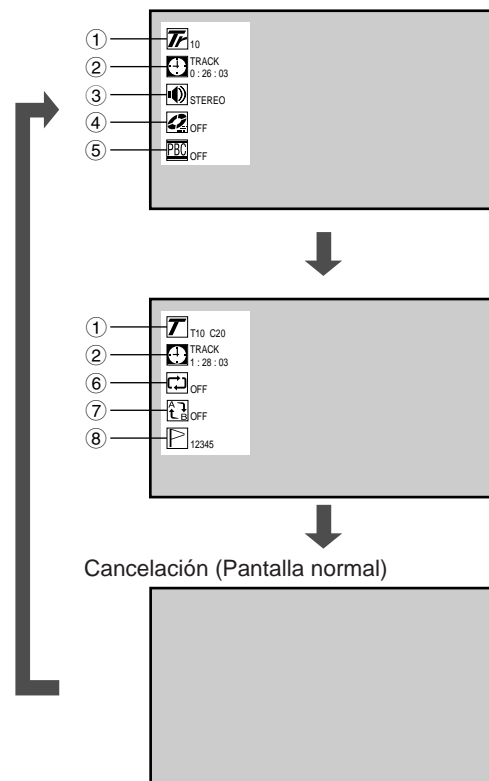 ① Tr 10
② TRACK
0 : 26 : 03
③ STEREO
④ OFF
⑤ PBC OFF
① T T10 C20
② TRACK
1 : 28 : 03
⑥ OFF
⑦ A B OFF
⑧ 12345
Cancelación (Pantalla normal)